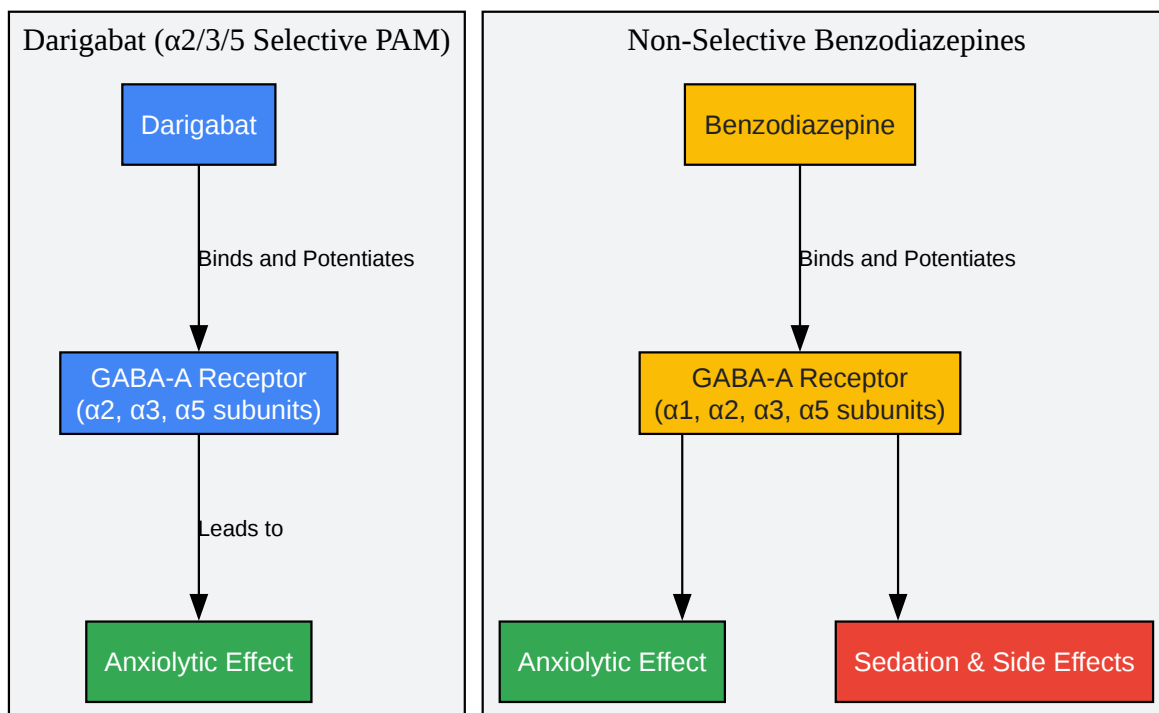 Darigabat (α2/3/5 Selective PAM)
Darigabat
Binds and Potentiates
GABA-A Receptor
(α2, α3, α5 subunits)
Leads to
Anxiolytic Effect
Non-Selective Benzodiazepines
Benzodiazepine
Binds and Potentiates
GABA-A Receptor
(α1, α2, α3, α5 subunits)
Anxiolytic Effect
Sedation & Side Effects